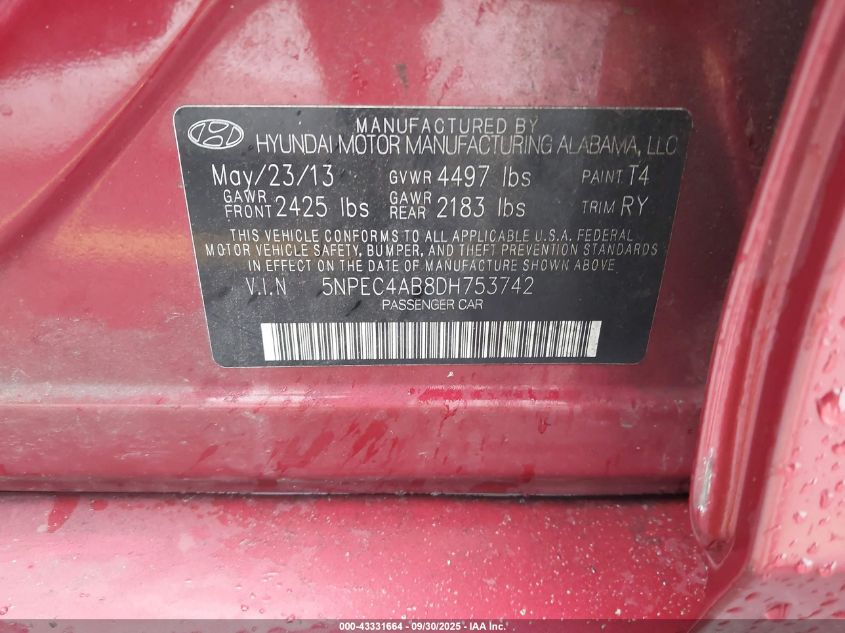 MANUFACTURED BY
HYUNDAI MOTOR MANUFACTURING ALABAMA, LLC
May/23/13 GVWR 4497 lbs PAINT T4
GAWR FRONT 2425 lbs GAWR REAR 2183 lbs TRIM RY
THIS VEHICLE CONFORMS TO ALL APPLICABLE U.S.A. FEDERAL
MOTOR VEHICLE SAFETY, BUMPER, AND THEFT PREVENTION STANDARDS
IN EFFECT ON THE DATE OF MANUFACTURE SHOWN ABOVE.
V.I.N 5NPEC4AB8DH753742
PASSENGER CAR
000-43331664 - 09/30/2025 - IAA Inc.